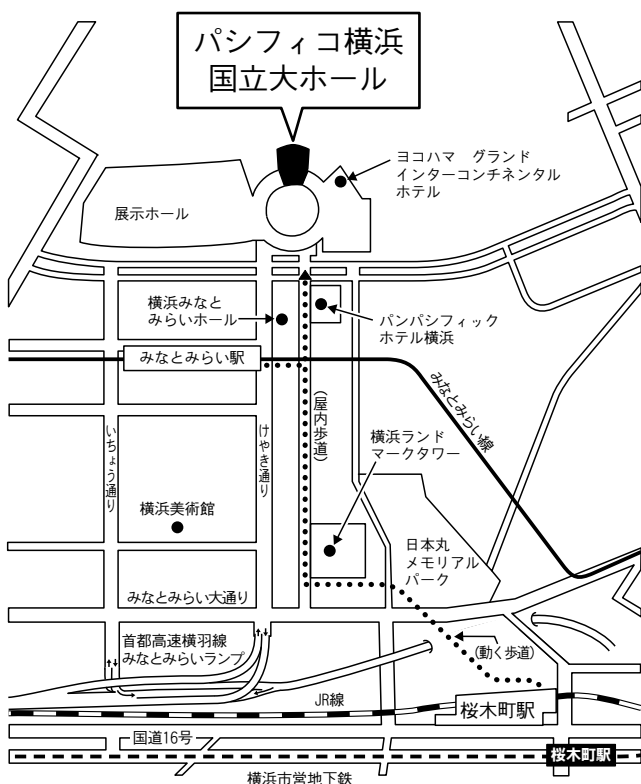 パシフィコ横浜
国立大ホール
ヨコハマ グランド
インターコンチネンタル
ホテル
展示ホール
横浜みなと
みらいホール
パンパシフィック
ホテル横浜
みなとみらい駅
みなとみらい線
(屋内歩道)
いちょう通り
けやき通り
横浜ランド
マークタワー
横浜美術館
日本丸
メモリアル
パーク
みなとみらい大通り
首都高速横羽線
みなとみらいランプ
(動く歩道)
JR線
桜木町駅
国道16号
桜木町駅
横浜市営地下鉄